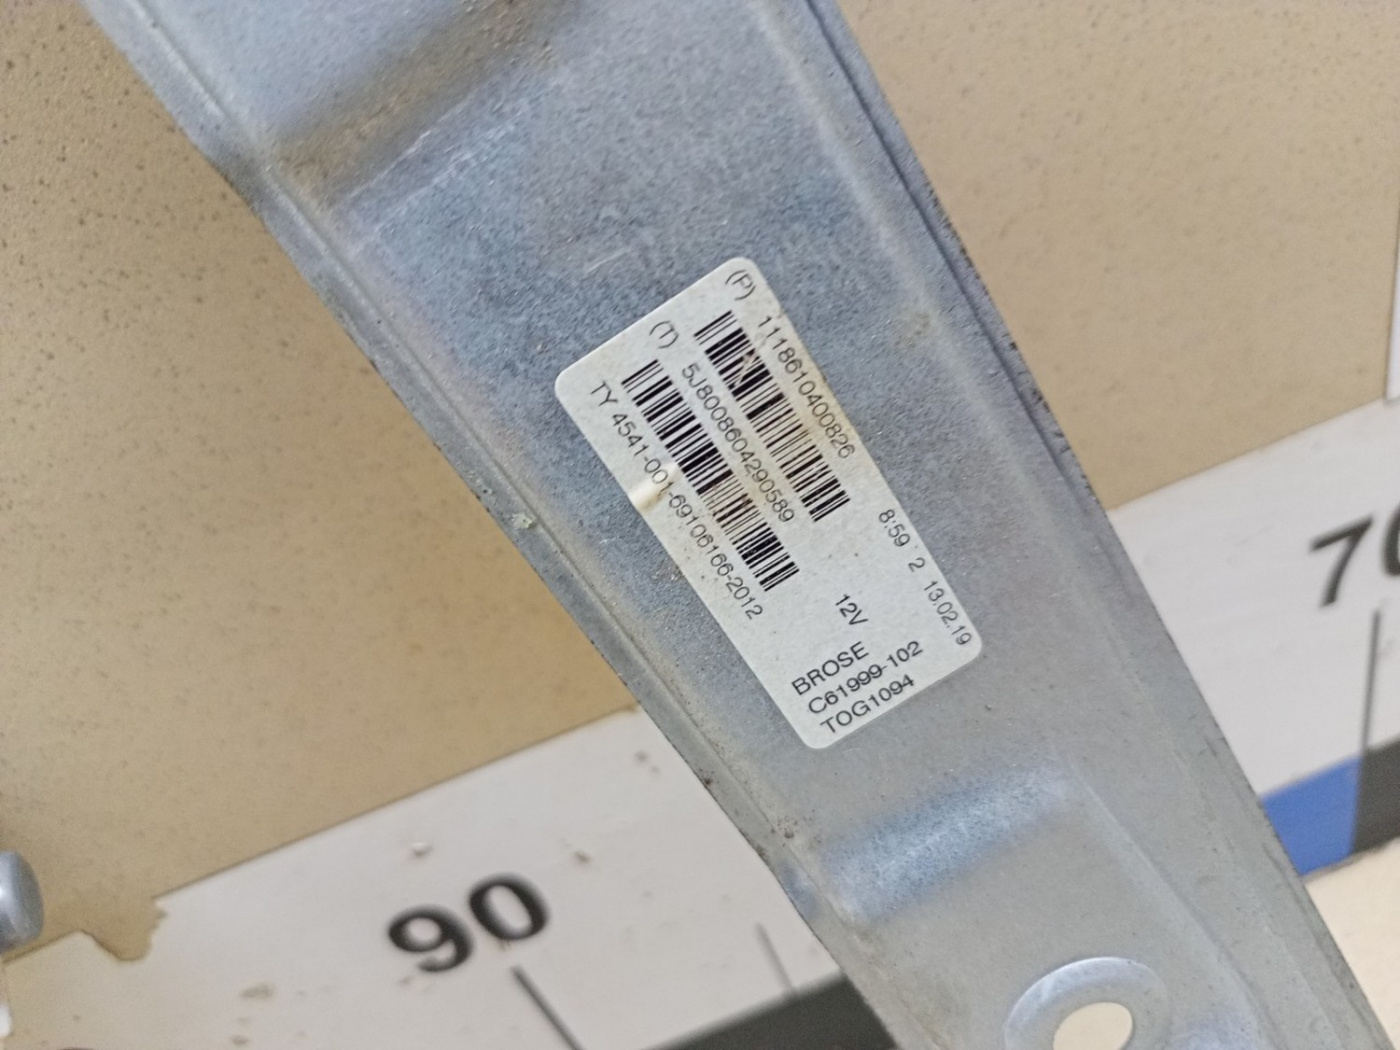 (P) 1118610400826
(T) 5J8008604290589
TY 4541-001-69106166-2012
8:59 2 13.02.19
12V
BROSE
C61999-102
TOG1094
90